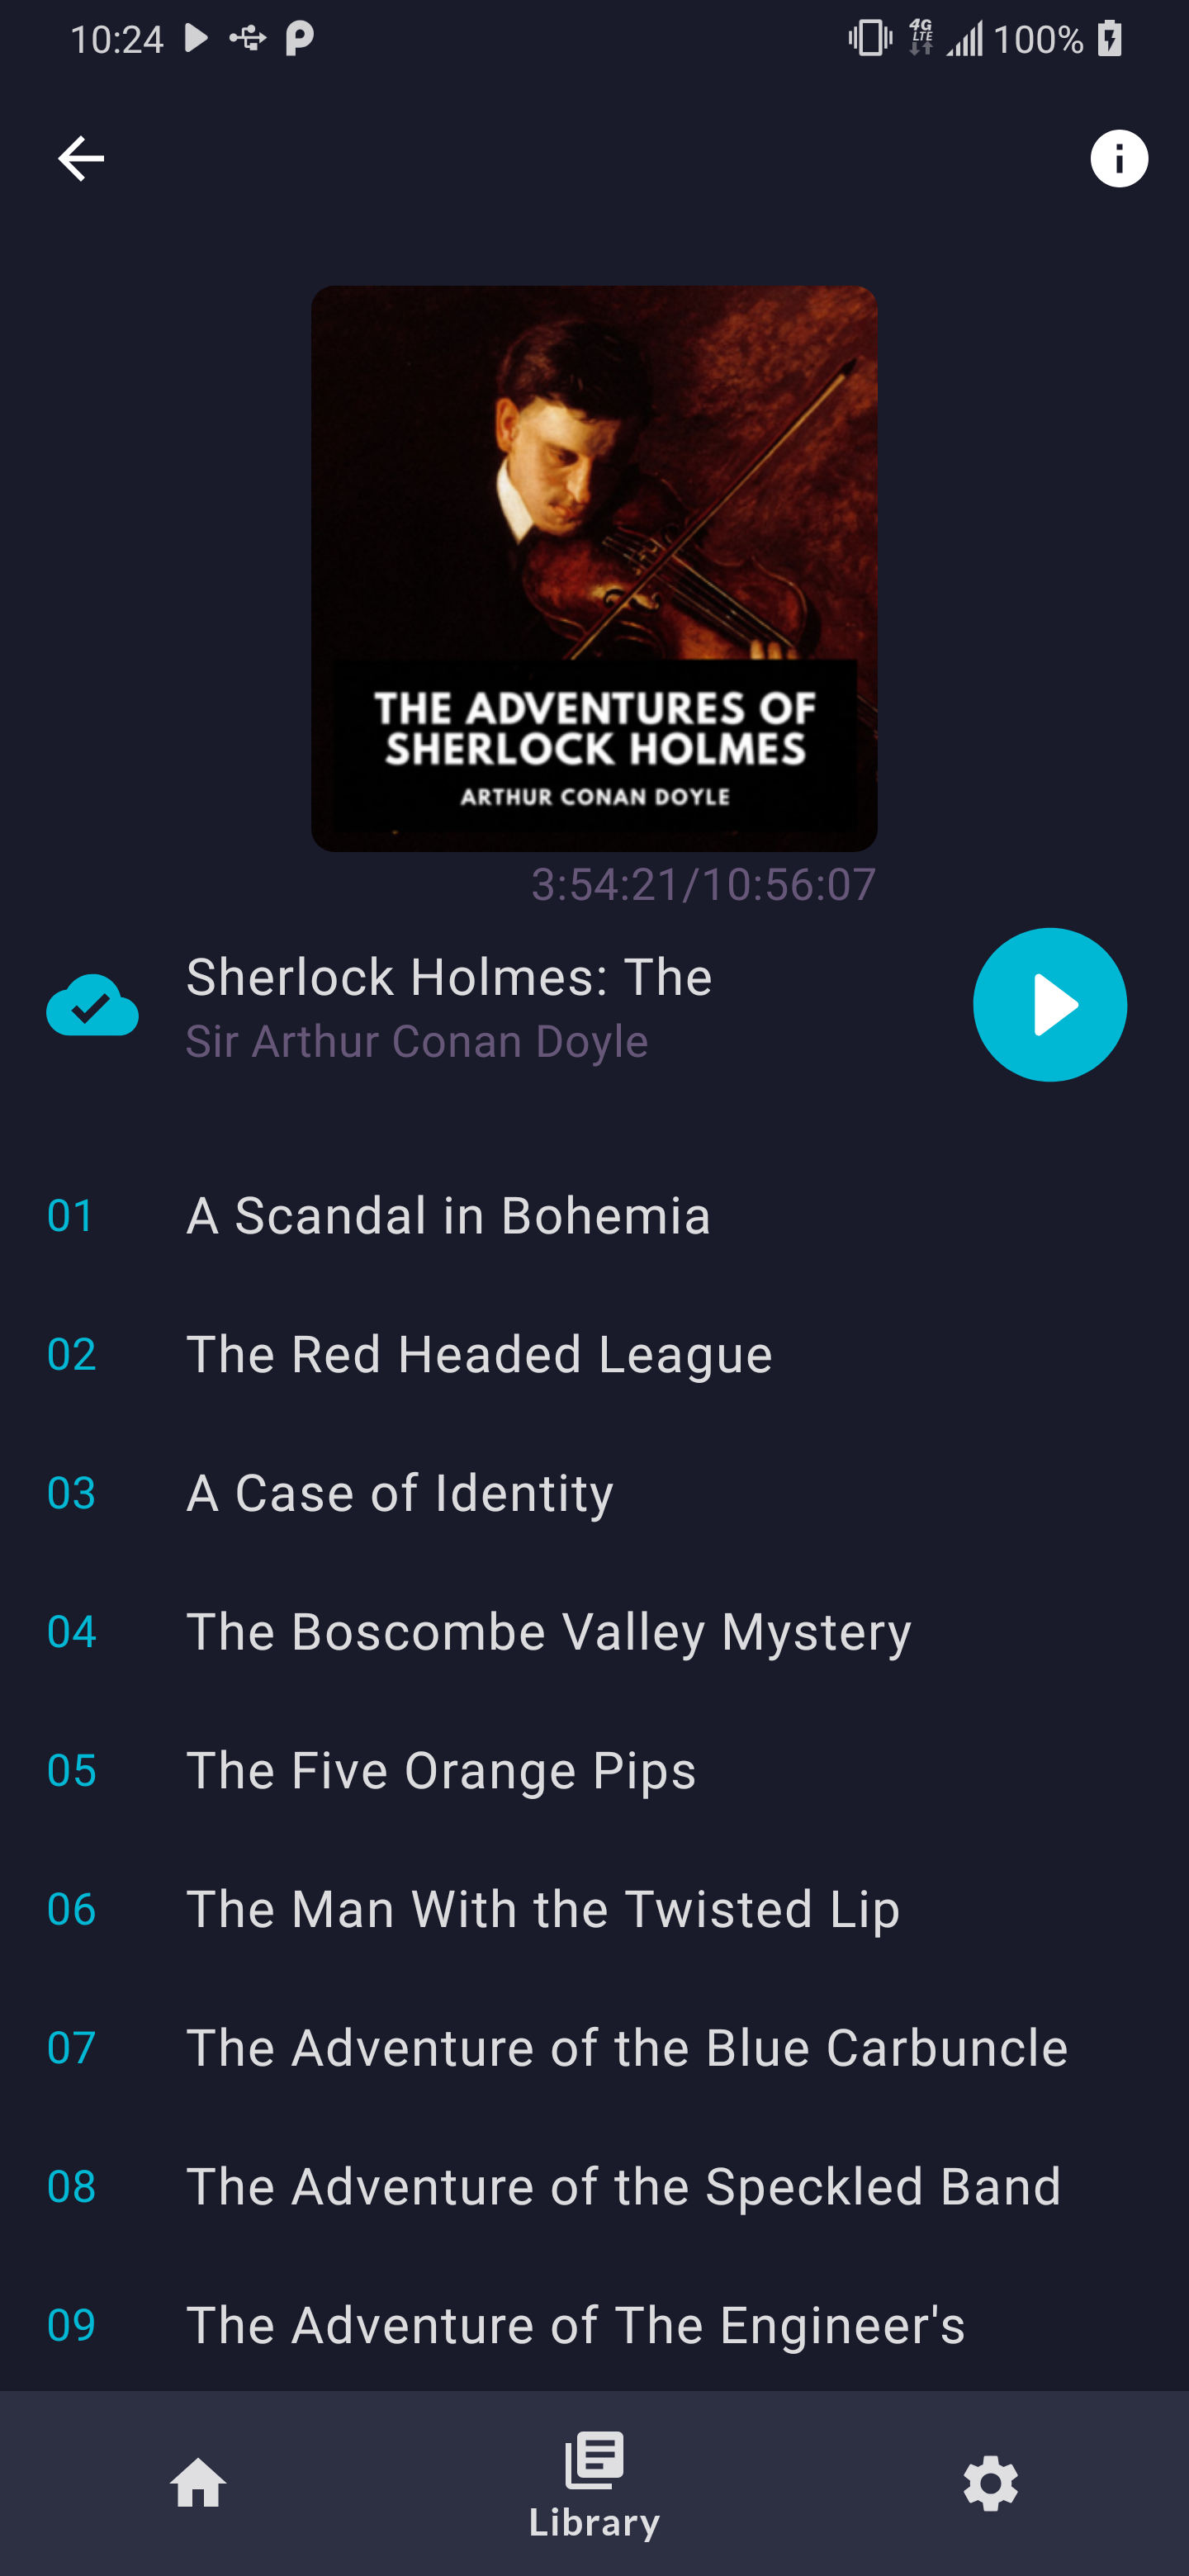 10:24
4G
LTE
100%
THE ADVENTURES OF
SHERLOCK HOLMES
ARTHUR CONAN DOYLE
3:54:21/10:56:07
Sherlock Holmes: The
Sir Arthur Conan Doyle
01 A Scandal in Bohemia
02 The Red Headed League
03 A Case of Identity
04 The Boscombe Valley Mystery
05 The Five Orange Pips
06 The Man With the Twisted Lip
07 The Adventure of the Blue Carbuncle
08 The Adventure of the Speckled Band
09 The Adventure of The Engineer's
Library